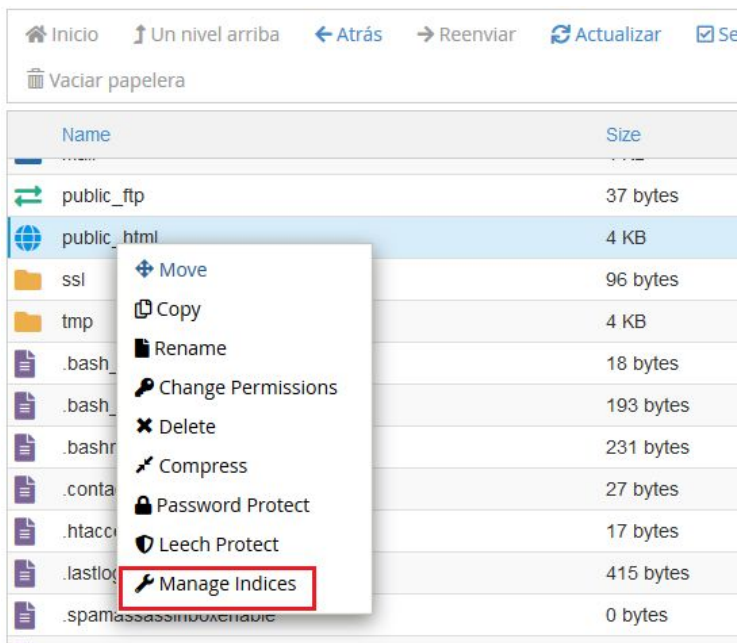 Inicio Un nivel arriba Atrás Reenviar Actualizar Se
Vaciar papelera
Name Size
public_ftp 37 bytes
public_html 4 KB
Move
ssl 96 bytes
Copy
tmp 4 KB
Rename
.bash_ 18 bytes
Change Permissions
.bash_ 193 bytes
Delete
.bashr 231 bytes
Compress
.conta 27 bytes
Password Protect
.htacc 17 bytes
Leech Protect
.lastlog 415 bytes
Manage Indices
.spamassassinboxenable 0 bytes